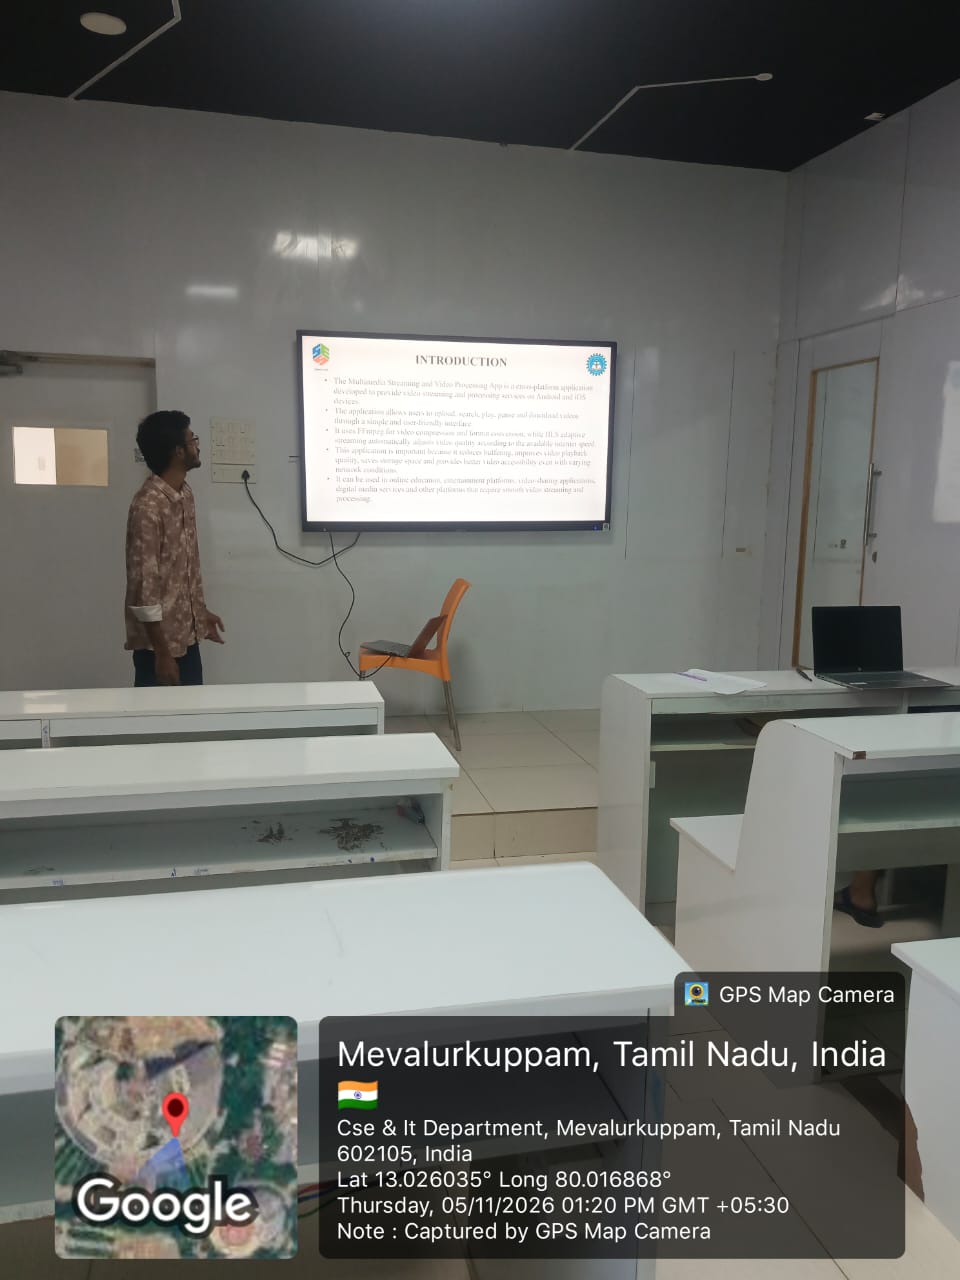 INTRODUCTION
• The Multimedia Streaming and Video Processing App is a cross-platform application
developed to provide video streaming and processing services on Android and iOS
devices.
• The application allows users to upload, search, play, pause and download videos
through a simple and user-friendly interface.
• It uses FFmpeg for video compression and format conversion, while HLS adaptive
streaming automatically adjusts video quality according to the available internet speed.
• This application is important because it reduces buffering, improves video playback
quality, saves storage space and provides better video accessibility even with varying
network conditions.
• It can be used in online education, entertainment platforms, video-sharing applications,
digital media services and other platforms that require smooth video streaming and
processing.
GPS Map Camera
Mevalurkuppam, Tamil Nadu, India
Cse & It Department, Mevalurkuppam, Tamil Nadu
602105, India
Lat 13.026035° Long 80.016868°
Thursday, 05/11/2026 01:20 PM GMT +05:30
Note : Captured by GPS Map Camera
Google